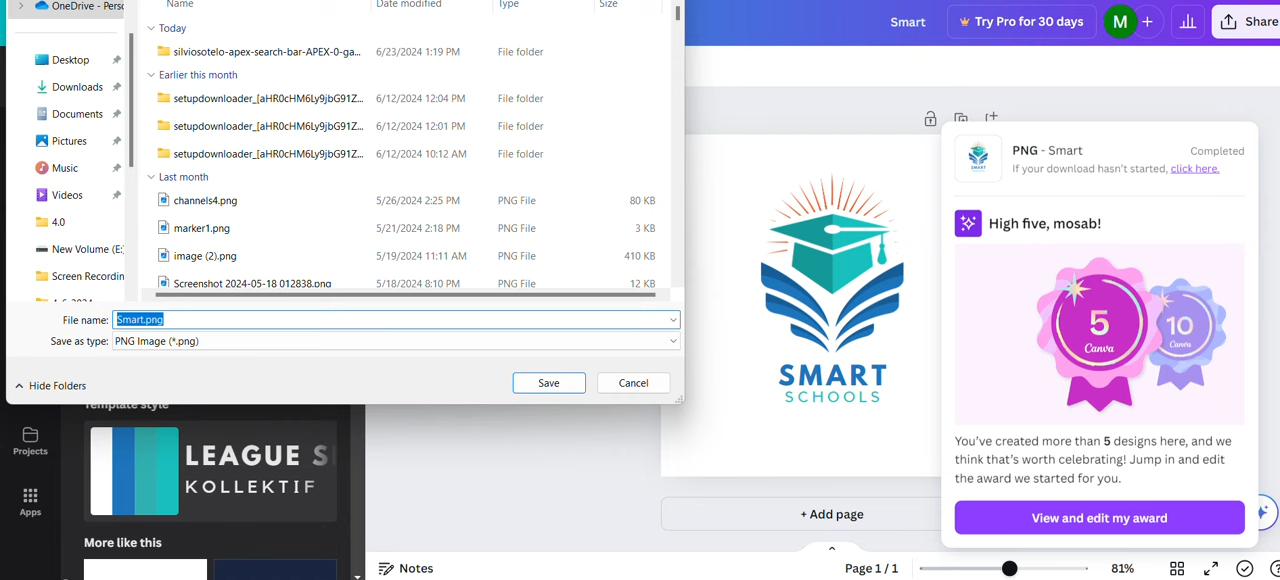 OneDrive - Perso
Name Date modified Type Size
Today
silviosotelo-apex-search-bar-APEX-0-ga... 6/23/2024 1:19 PM File folder
Earlier this month
setupdownloader_[aHR0cHM6Ly9jbG91Z... 6/12/2024 12:04 PM File folder
setupdownloader_[aHR0cHM6Ly9jbG91Z... 6/12/2024 12:01 PM File folder
setupdownloader_[aHR0cHM6Ly9jbG91Z... 6/12/2024 10:12 AM File folder
Last month
channels4.png 5/26/2024 2:25 PM PNG File 80 KB
marker1.png 5/21/2024 2:18 PM PNG File 3 KB
image (2).png 5/19/2024 11:11 AM PNG File 410 KB
Screenshot 2024-05-18 012838.png 5/18/2024 8:10 PM PNG File 12 KB
Desktop
Downloads
Documents
Pictures
Music
Videos
4.0
New Volume (E:
Screen Recordin
File name: Smart.png
Save as type: PNG Image (*.png)
Hide Folders
Save Cancel
Smart
Try Pro for 30 days
M
Share
SMART
SCHOOLS
PNG - Smart Completed
If your download hasn't started, click here.
SMART
High five, mosab!
5
Canva
10
Canva
You've created more than 5 designs here, and we
think that's worth celebrating! Jump in and edit
the award we started for you.
View and edit my award
Template style
Projects
Apps
LEAGUE S
KOLLEKTIF
More like this
+ Add page
Notes
Page 1 / 1
81%